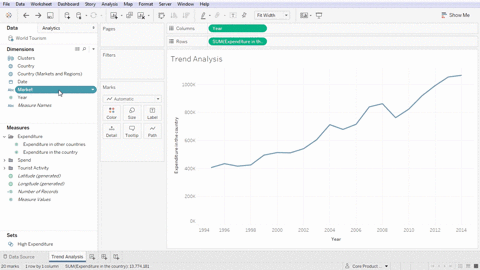 File Data Worksheet Dashboard Story Analysis Map Format Server Window Help
Fit Width
Show Me
Data Analytics
World Tourism
Dimensions
Clusters
Country
Country (Markets and Regions)
Date
Market
Year
Measure Names
Measures
Expenditure
Expenditure in other countries
Expenditure in the country
Spend
Tourist Activity
Latitude (generated)
Longitude (generated)
Number of Records
Measure Values
Sets
High Expenditure
Pages
Filters
Marks
Automatic
Color Size Label
Detail Tooltip Path
Columns Year
Rows SUM(Expenditure in th..
Trend Analysis
Expenditure in the country
1000K
800K
600K
400K
200K
0K
1994 1996 1998 2000 2002 2004 2006 2008 2010 2012 2014
Year
Data Source Trend Analysis
20 marks 1 row by 1 column SUM(Expenditure in the country): 13,774,181
Core Product ...